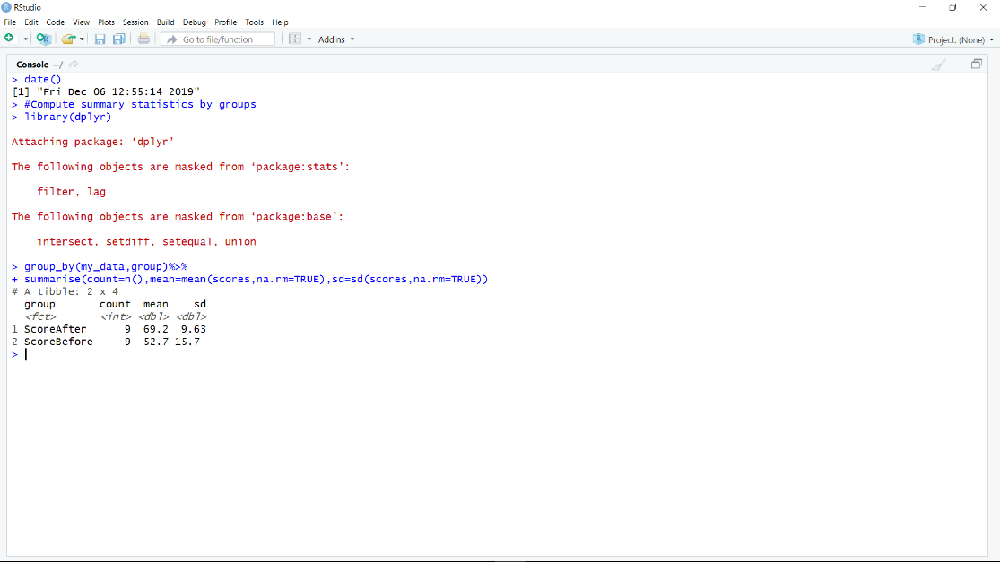 RStudio
File Edit Code View Plots Session Build Debug Profile Tools Help
Go to file/function Addins Project: (None)
Console ~/
> date()
[1] "Fri Dec 06 12:55:14 2019"
> #Compute summary statistics by groups
> library(dplyr)
Attaching package: ‘dplyr’
The following objects are masked from ‘package:stats’:
filter, lag
The following objects are masked from ‘package:base’:
intersect, setdiff, setequal, union
> group_by(my_data,group)%>%
+ summarise(count=n(),mean=mean(scores,na.rm=TRUE),sd=sd(scores,na.rm=TRUE))
# A tibble: 2 x 4
group count mean sd
<fct> <int> <dbl> <dbl>
1 ScoreAfter 9 69.2 9.63
2 ScoreBefore 9 52.7 15.7
>